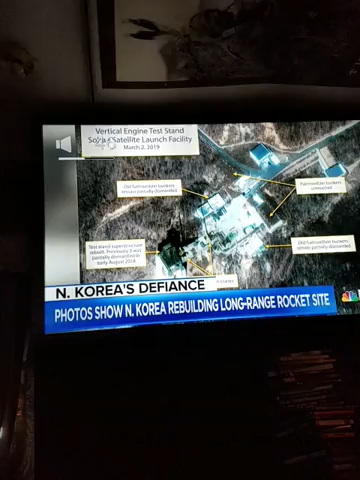 Vertical Engine Test Stand
Satellite Launch Facility
March 2, 2019
Old fuel/oxidizer bunkers
remain partially dismantled
Fuel/oxidizer bunkers
Test stand superstructure
rebuilt. Previously it was
partially dismantled in
early August 2018
Old fuel/oxidizer bunkers
remain partially dismantled
N. KOREA'S DEFIANCE
PHOTOS SHOW N. KOREA REBUILDING LONG-RANGE ROCKET SITE
NBC